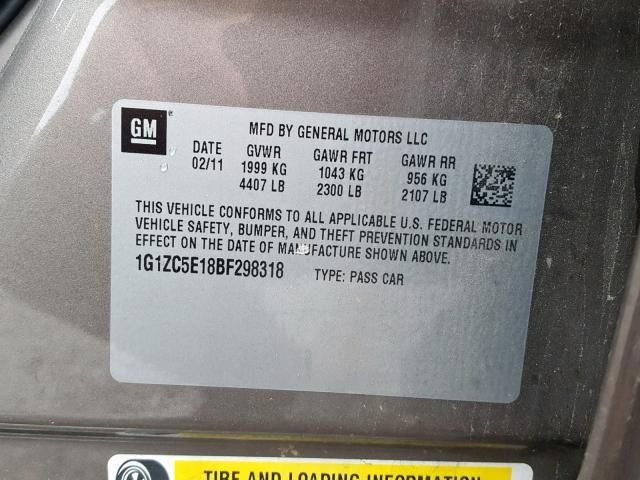 GM
MFD BY GENERAL MOTORS LLC
DATE GVWR GAWR FRT GAWR RR
02/11 1999 KG 1043 KG 956 KG
4407 LB 2300 LB 2107 LB
THIS VEHICLE CONFORMS TO ALL APPLICABLE U.S. FEDERAL MOTOR
VEHICLE SAFETY, BUMPER, AND THEFT PREVENTION STANDARDS IN
EFFECT ON THE DATE OF MANUFACTURE SHOWN ABOVE.
1G1ZC5E18BF298318 TYPE: PASS CAR
TIRE AND LOADING INFORMATION